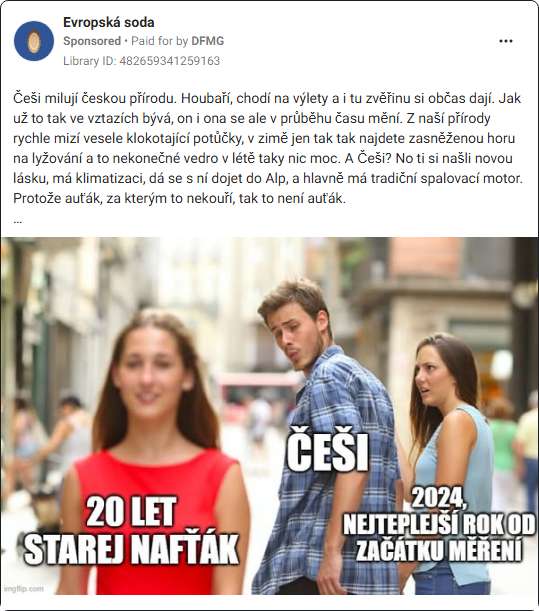 Evropská soda
Sponsored • Paid for by DFMG
Library ID: 482659341259163
Češi milují českou přírodu. Houbaří, chodí na výlety a i tu zvěřinu si občas dají. Jak
už to tak ve vztazích bývá, on i ona se ale v průběhu času mění. Z naší přírody
rychle mizí vesele klokotající potůčky, v zimě jen tak tak najdete zasněženou horu
na lyžování a to nekonečné vedro v létě taky nic moc. A Češi? No ti si našli novou
lásku, má klimatizaci, dá se s ní dojet do Alp, a hlavně má tradiční spalovací motor.
Protože auťák, za kterým to nekouří, tak to není auťák.
...
ČEŠI
20 LET
STAREJ NAFŤÁK
2024,
NEJTEPLEJŠÍ ROK OD
ZAČÁTKU MĚŘENÍ
imgflip.com